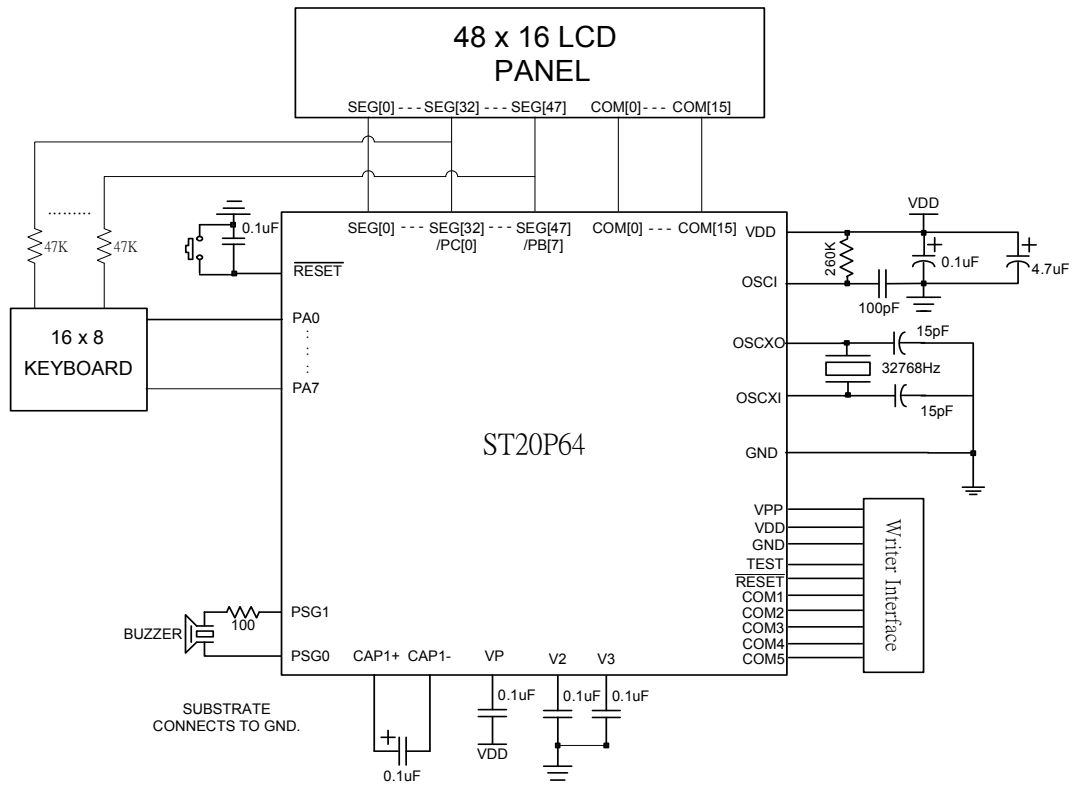 48 x 16 LCD
PANEL
SEG[0] - - - SEG[32] - - - SEG[47] COM[0] - - - COM[15]
.........
47K
47K
0.1uF
SEG[0] - - - SEG[32] - - - SEG[47] COM[0] - - - COM[15]
/PC[0] /PB[7]
RESET
VDD
VDD
260K
0.1uF
4.7uF
OSCI
100pF
16 x 8
KEYBOARD
PA0
PA7
OSCXO
15pF
32768Hz
OSCXI
15pF
ST20P64
GND
VPP
VDD
GND
TEST
RESET
COM1
COM2
COM3
COM4
COM5
Writer Interface
BUZZER
100
PSG1
PSG0
CAP1+ CAP1- VP V2 V3
SUBSTRATE
CONNECTS TO GND.
+
0.1uF
0.1uF
VDD
0.1uF
0.1uF